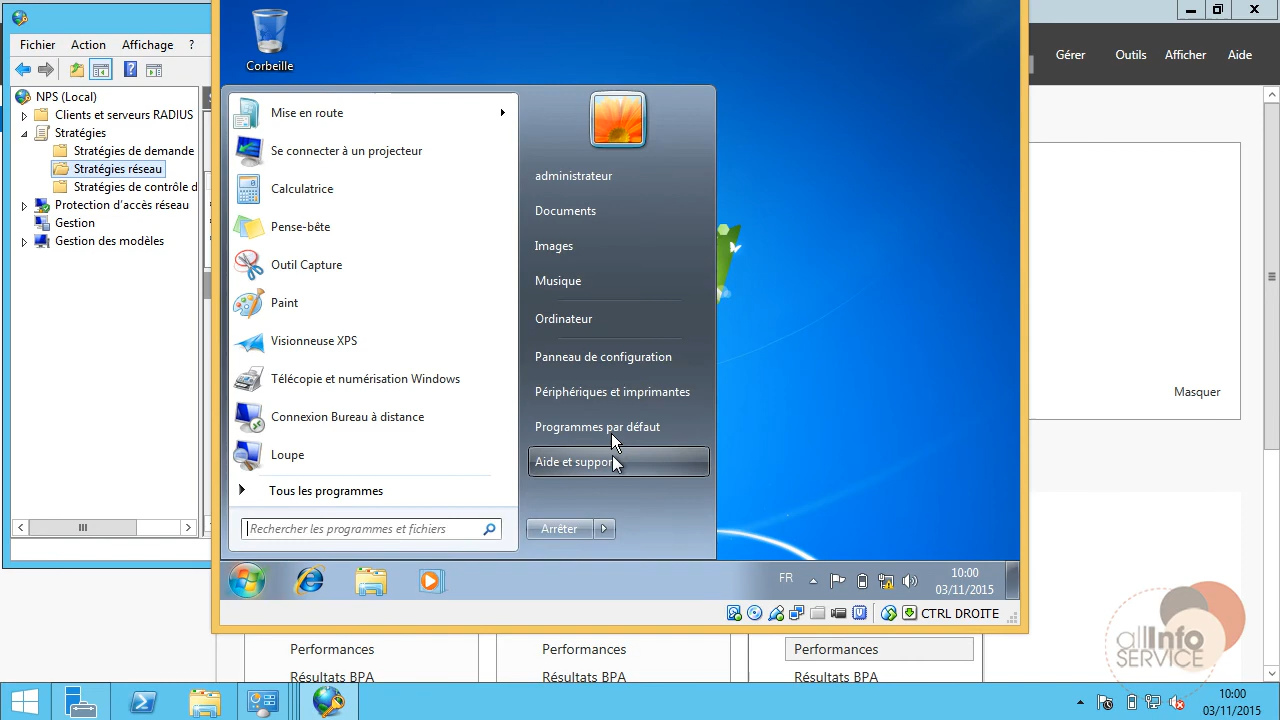 Fichier Action Affichage ?
NPS (Local)
Clients et serveurs RADIUS
Stratégies
Stratégies de demande
Stratégies réseau
Stratégies de contrôle d
Protection d'accès réseau
Gestion
Gestion des modèles
Corbeille
Mise en route
Se connecter à un projecteur
Calculatrice
Pense-bête
Outil Capture
Paint
Visionneuse XPS
Télécopie et numérisation Windows
Connexion Bureau à distance
Loupe
Tous les programmes
Rechercher les programmes et fichiers
administrateur
Documents
Images
Musique
Ordinateur
Panneau de configuration
Périphériques et imprimantes
Programmes par défaut
Aide et support
Arrêter
FR
10:00
03/11/2015
CTRL DROITE
Gérer Outils Afficher Aide
Masquer
Performances
Résultats BPA
Performances
Résultats BPA
Performances
Résultats BPA
allInfo
SERVICE
10:00
03/11/2015